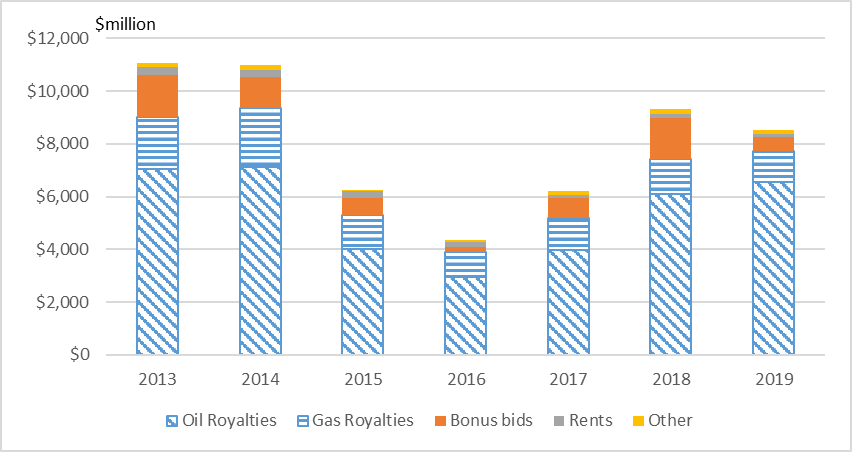 $million
$12,000
$10,000
$8,000
$6,000
$4,000
$2,000
$0
2013 2014 2015 2016 2017 2018 2019
Oil Royalties Gas Royalties Bonus bids Rents Other